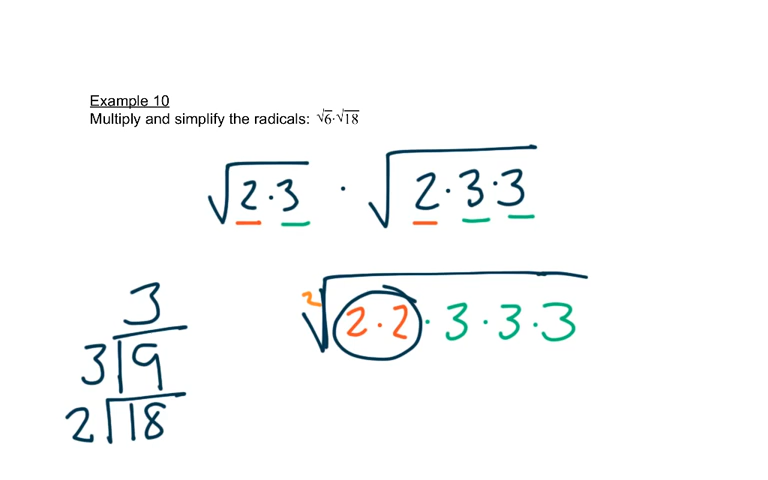 Example 10
Multiply and simplify the radicals: √6·√18
√2·3 · √2·3·3
2√2·2·3·3·3
3
3|9
2|18